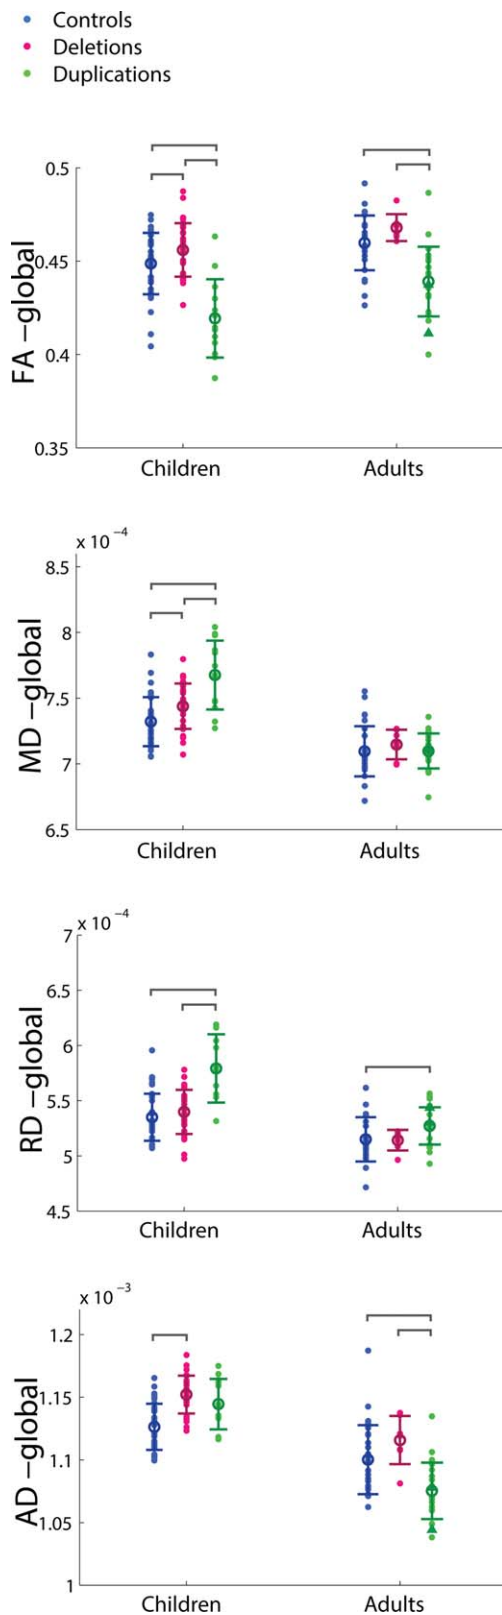 Controls
Deletions
Duplications
0.5
0.45
0.4
0.35
FA –global
Children
Adults
x 10 –4
8.5
8
7.5
7
6.5
MD –global
Children
Adults
x 10 –4
7
6.5
6
5.5
5
4.5
RD –global
Children
Adults
x 10 –3
1.2
1.15
1.1
1.05
1
AD –global
Children
Adults